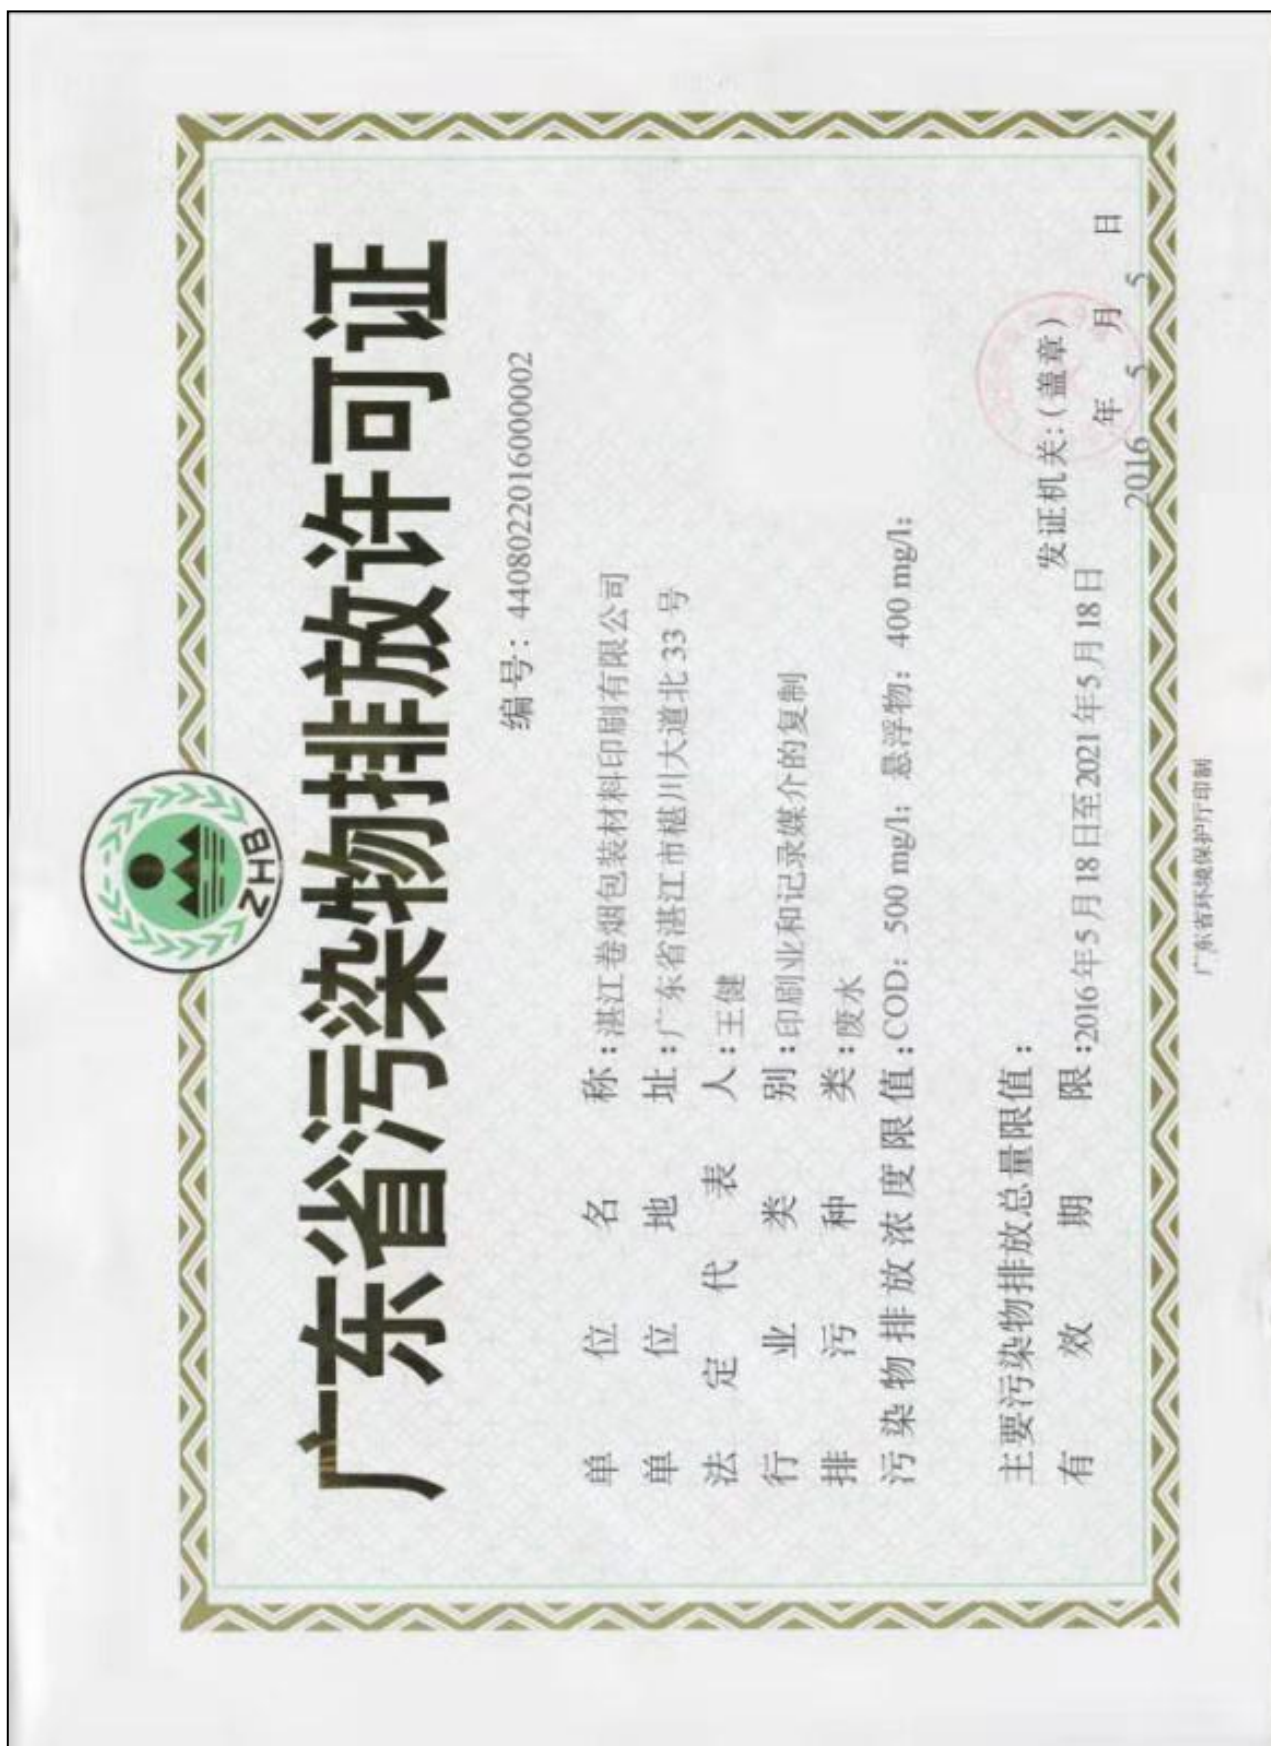 ZHB
广东省污染物排放许可证
编号：4408022016000002
单位名称：湛江卷烟包装材料印刷有限公司
单位地址：广东省湛江市椹川大道北33号
法定代表人：王健
行业类别：印刷业和记录媒介的复制
排污种类：废水
污染物排放浓度限值：COD：500 mg/l；悬浮物：400 mg/l；
主要污染物排放总量限值：
有效期限：2016年5月18日至2021年5月18日
发证机关：（盖章）
年 月 日
2016 5 5
广东省环境保护厅印制